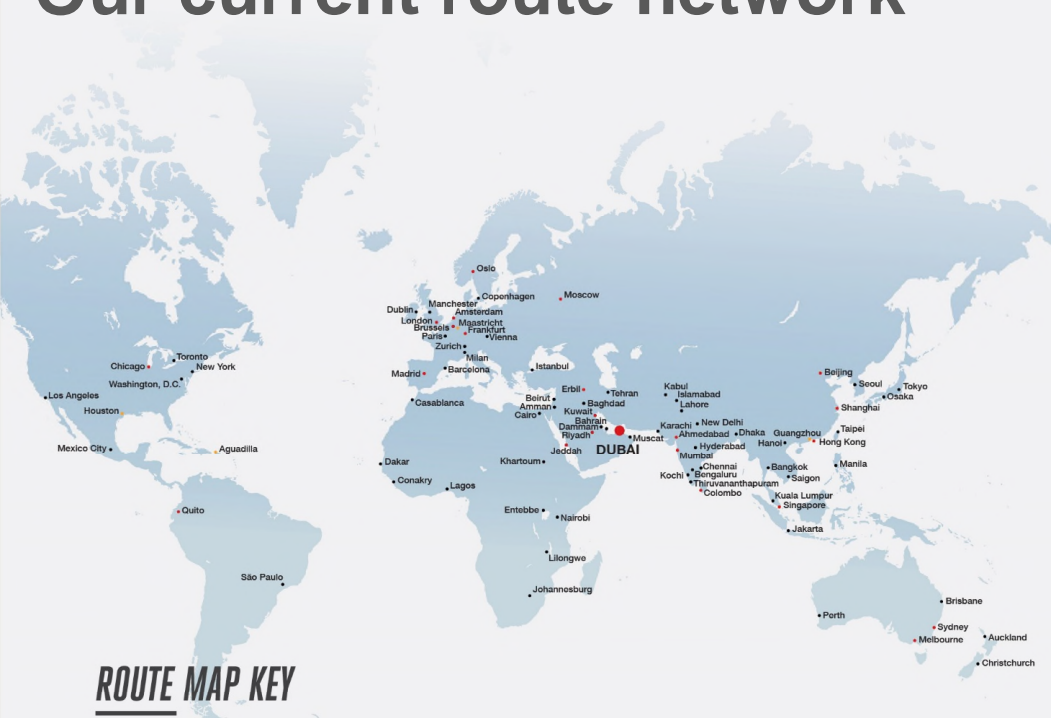 Our current route network
Oslo
Copenhagen
Moscow
Manchester
Dublin
Amsterdam
London
Maastricht
Brussels
Frankfurt
Paris
Vienna
Zurich
Milan
Madrid
Barcelona
Istanbul
Casablanca
Toronto
Chicago
New York
Washington, D.C.
Los Angeles
Houston
Mexico City
Aguadilla
Quito
São Paulo
Erbil
Tehran
Beirut
Baghdad
Amman
Kuwait
Cairo
Bahrain
Dammam
Riyadh
Jeddah
DUBAI
Muscat
Kabul
Islamabad
Lahore
Karachi
New Delhi
Ahmedabad
Dhaka
Hyderabad
Mumbai
Chennai
Kochi
Bengaluru
Thiruvananthapuram
Colombo
Beijing
Seoul
Tokyo
Osaka
Shanghai
Guangzhou
Taipei
Hanoi
Hong Kong
Bangkok
Manila
Saigon
Kuala Lumpur
Singapore
Jakarta
Dakar
Khartoum
Conakry
Lagos
Entebbe
Nairobi
Lilongwe
Johannesburg
Brisbane
Perth
Sydney
Melbourne
Auckland
Christchurch
ROUTE MAP KEY